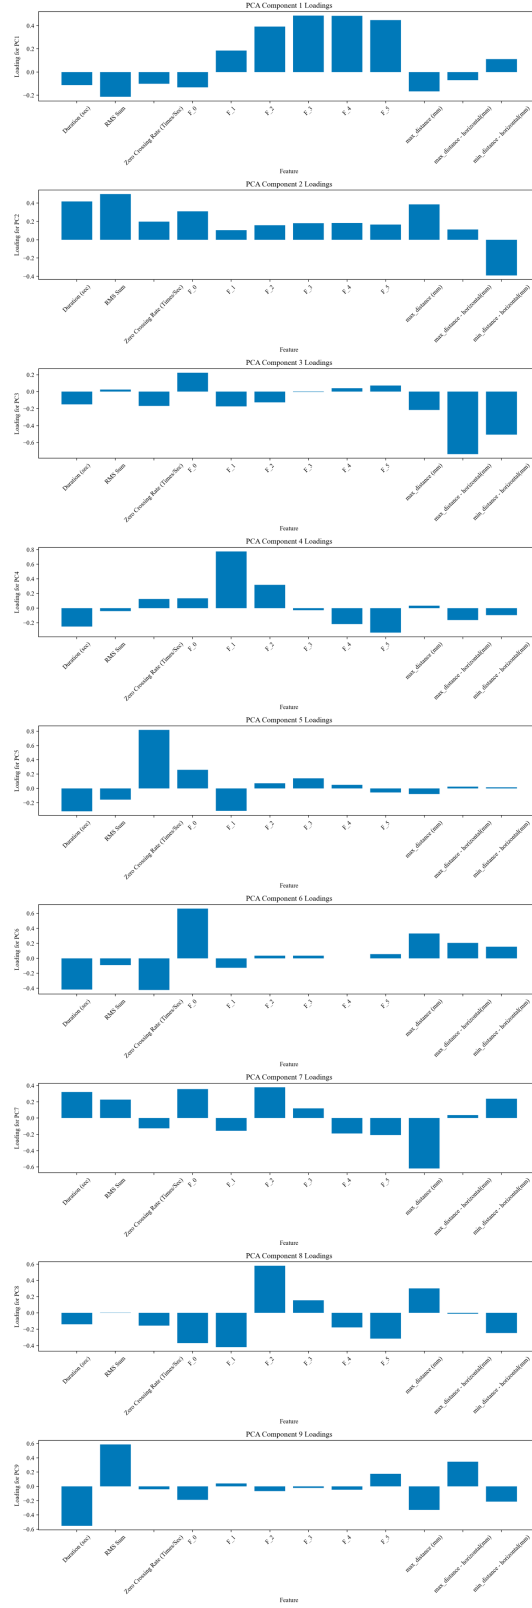 PCA Component 1 Loadings
Loading for PC1
0.4
0.2
0.0
−0.2
Duration (sec)
RMS Sum
Zero Crossing Rate (Times/Sec)
F_0
F_1
F_2
F_3
F_4
F_5
max_distance (mm)
max_distance - horizontal(mm)
min_distance - horizontal(mm)
Feature
PCA Component 2 Loadings
Loading for PC2
0.4
0.2
0.0
−0.2
−0.4
Duration (sec)
RMS Sum
Zero Crossing Rate (Times/Sec)
F_0
F_1
F_2
F_3
F_4
F_5
max_distance (mm)
max_distance - horizontal(mm)
min_distance - horizontal(mm)
Feature
PCA Component 3 Loadings
Loading for PC3
0.2
0.0
−0.2
−0.4
−0.6
Duration (sec)
RMS Sum
Zero Crossing Rate (Times/Sec)
F_0
F_1
F_2
F_3
F_4
F_5
max_distance (mm)
max_distance - horizontal(mm)
min_distance - horizontal(mm)
Feature
PCA Component 4 Loadings
Loading for PC4
0.8
0.6
0.4
0.2
0.0
−0.2
Duration (sec)
RMS Sum
Zero Crossing Rate (Times/Sec)
F_0
F_1
F_2
F_3
F_4
F_5
max_distance (mm)
max_distance - horizontal(mm)
min_distance - horizontal(mm)
Feature
PCA Component 5 Loadings
Loading for PC5
0.8
0.6
0.4
0.2
0.0
−0.2
Duration (sec)
RMS Sum
Zero Crossing Rate (Times/Sec)
F_0
F_1
F_2
F_3
F_4
F_5
max_distance (mm)
max_distance - horizontal(mm)
min_distance - horizontal(mm)
Feature
PCA Component 6 Loadings
Loading for PC6
0.6
0.4
0.2
0.0
−0.2
−0.4
Duration (sec)
RMS Sum
Zero Crossing Rate (Times/Sec)
F_0
F_1
F_2
F_3
F_4
F_5
max_distance (mm)
max_distance - horizontal(mm)
min_distance - horizontal(mm)
Feature
PCA Component 7 Loadings
Loading for PC7
0.4
0.2
0.0
−0.2
−0.4
−0.6
Duration (sec)
RMS Sum
Zero Crossing Rate (Times/Sec)
F_0
F_1
F_2
F_3
F_4
F_5
max_distance (mm)
max_distance - horizontal(mm)
min_distance - horizontal(mm)
Feature
PCA Component 8 Loadings
Loading for PC8
0.6
0.4
0.2
0.0
−0.2
−0.4
Duration (sec)
RMS Sum
Zero Crossing Rate (Times/Sec)
F_0
F_1
F_2
F_3
F_4
F_5
max_distance (mm)
max_distance - horizontal(mm)
min_distance - horizontal(mm)
Feature
PCA Component 9 Loadings
Loading for PC9
0.6
0.4
0.2
0.0
−0.2
−0.4
−0.6
Duration (sec)
RMS Sum
Zero Crossing Rate (Times/Sec)
F_0
F_1
F_2
F_3
F_4
F_5
max_distance (mm)
max_distance - horizontal(mm)
min_distance - horizontal(mm)
Feature